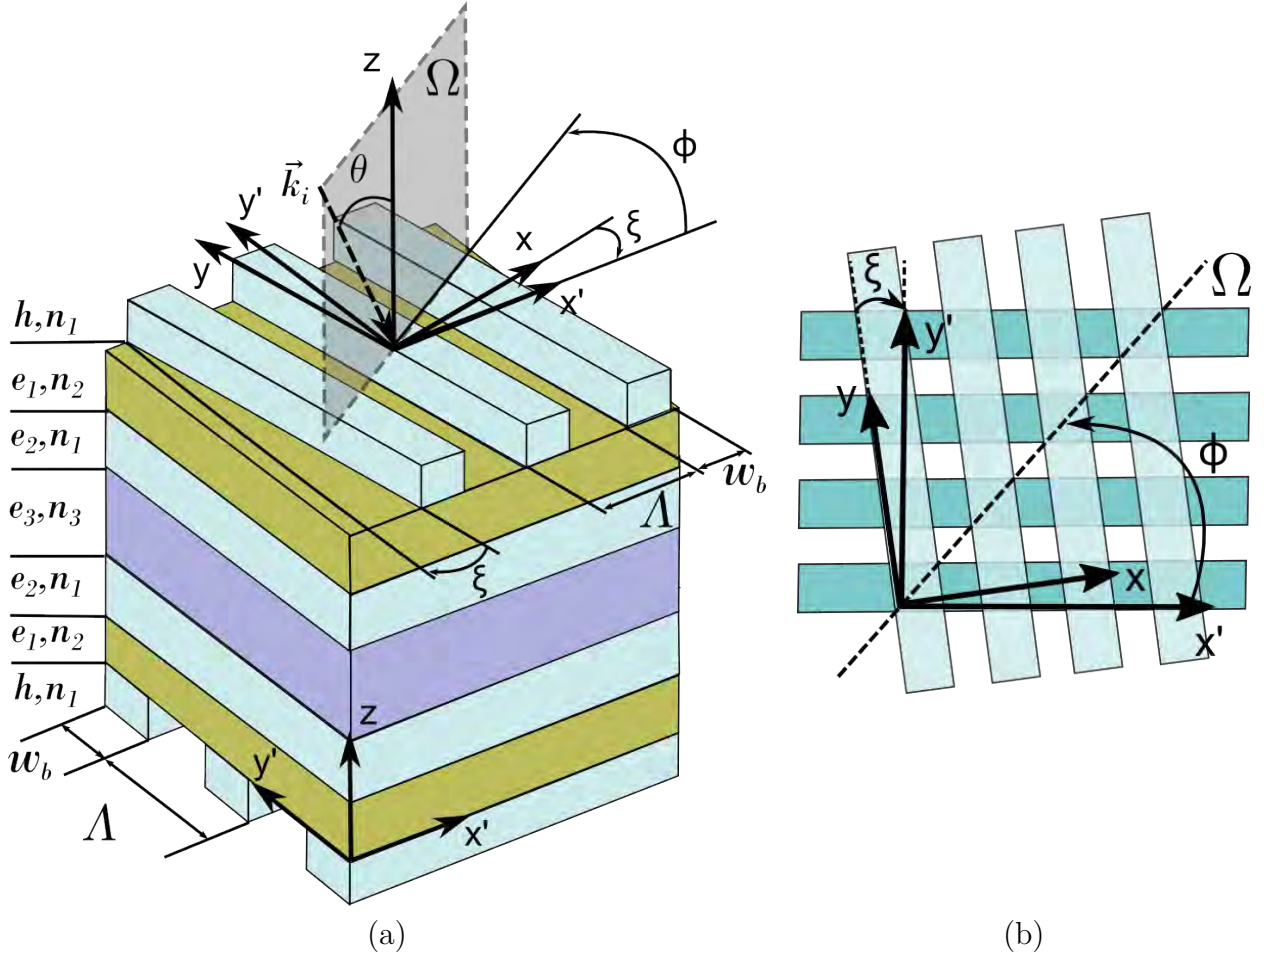 z
Ω
ϕ
k⃗ᵢ
θ
y'
x
ξ
y
x'
h,n₁
e₁,n₂
e₂,n₁
e₃,n₃
e₂,n₁
e₁,n₂
h,n₁
w_b
Λ
ξ
w_b
Λ
z
y'
x'
(a)
ξ
Ω
y'
y
ϕ
x
x'
(b)